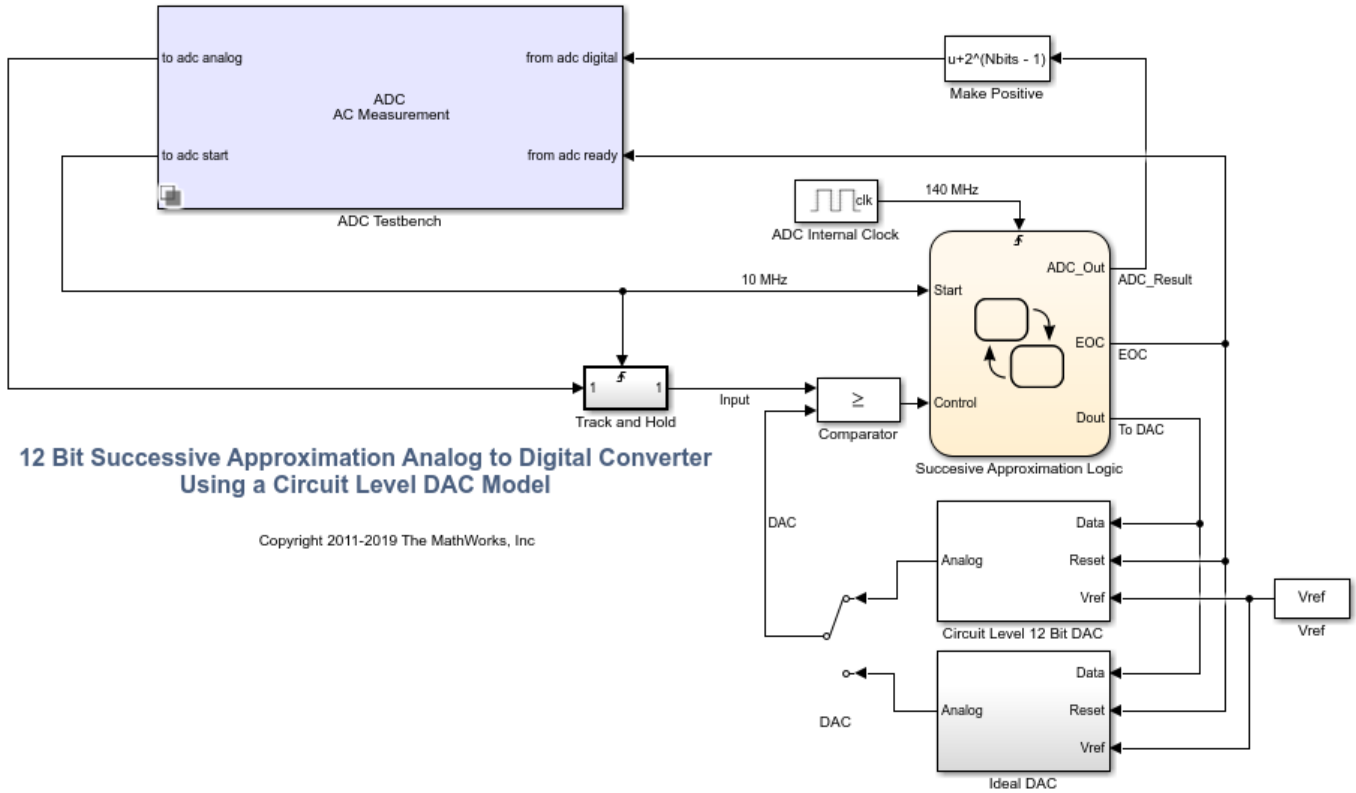 to adc analog
from adc digital
ADC
AC Measurement
to adc start
from adc ready
ADC Testbench
u+2^(Nbits - 1)
Make Positive
clk
ADC Internal Clock
140 MHz
10 MHz
Start
Control
ADC_Out
EOC
Dout
ADC_Result
EOC
To DAC
Succesive Approximation Logic
1
1
Track and Hold
Input
≥
Comparator
12 Bit Successive Approximation Analog to Digital Converter
Using a Circuit Level DAC Model
Copyright 2011-2019 The MathWorks, Inc
DAC
Data
Analog
Reset
Vref
Circuit Level 12 Bit DAC
Vref
Vref
DAC
Data
Analog
Reset
Vref
Ideal DAC